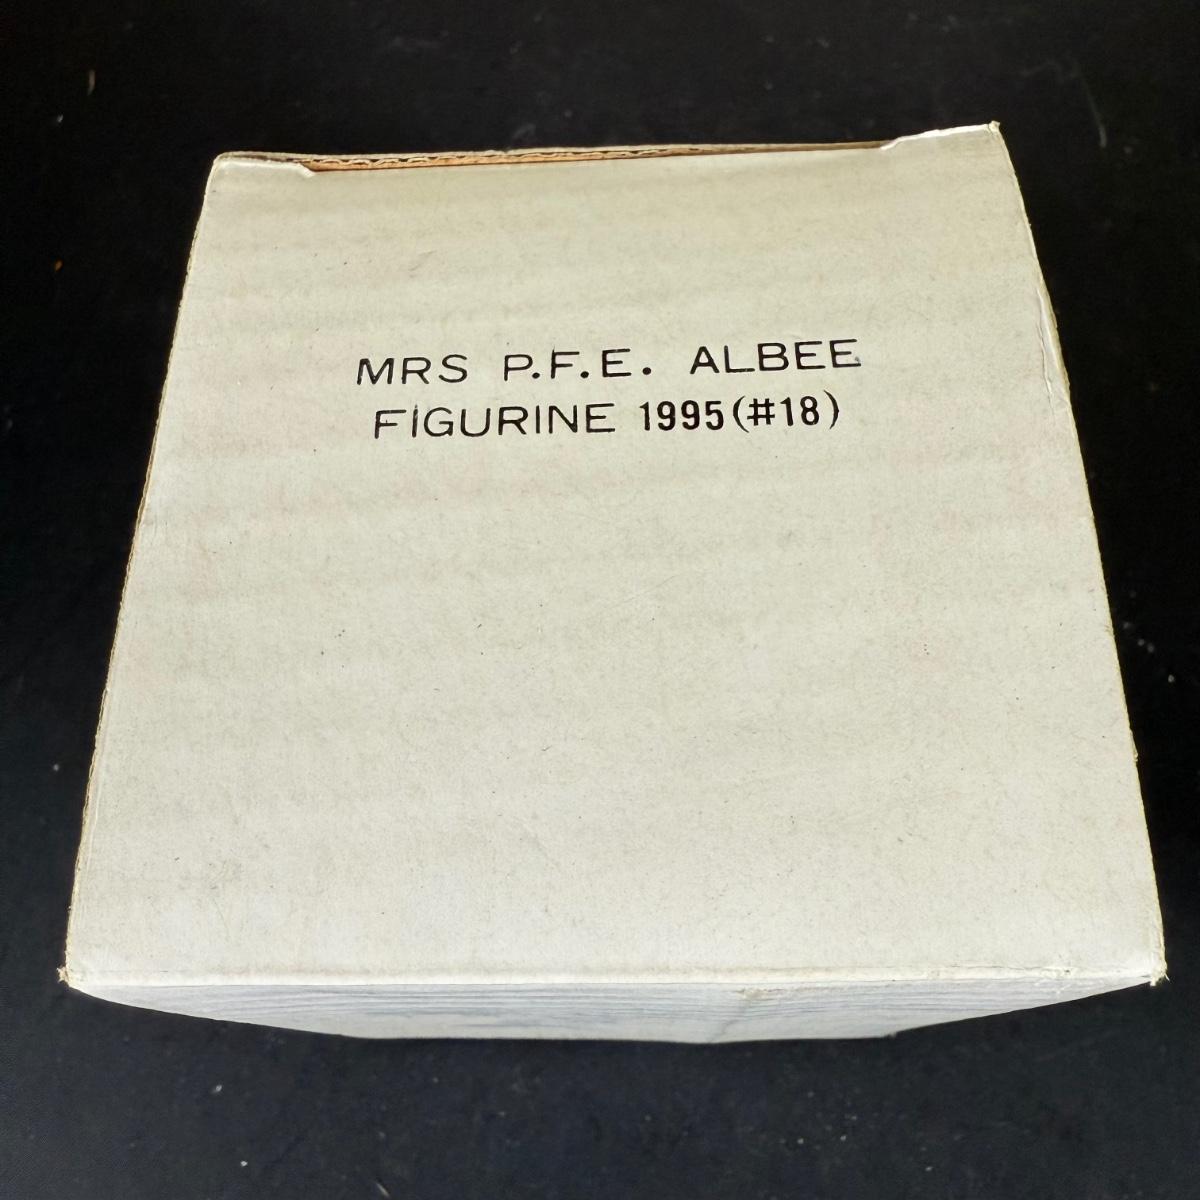 MRS P.F.E. ALBEE
FIGURINE 1995 (#18)